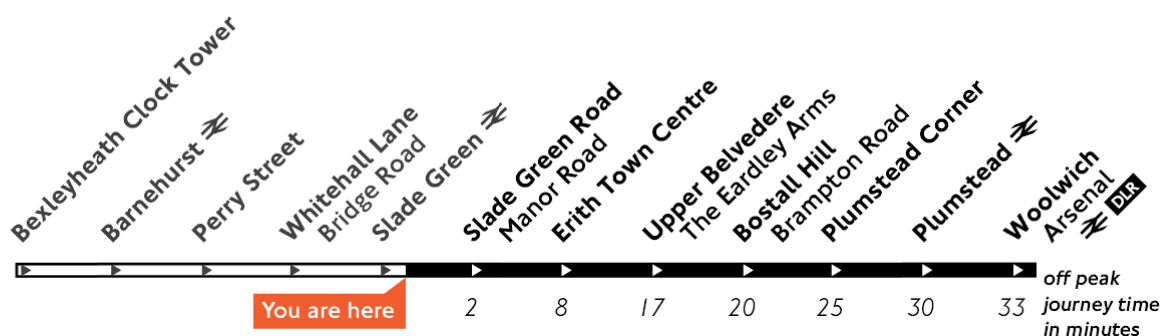 Bexleyheath Clock Tower
Barnehurst
Perry Street
Whitehall Lane
Bridge Road
Slade Green
Slade Green Road
Manor Road
Erith Town Centre
Upper Belvedere
The Eardley Arms
Bostall Hill
Brampton Road
Plumstead Corner
Plumstead
Woolwich
Arsenal
DLR
You are here
2 8 17 20 25 30 33
off peak
journey time
in minutes